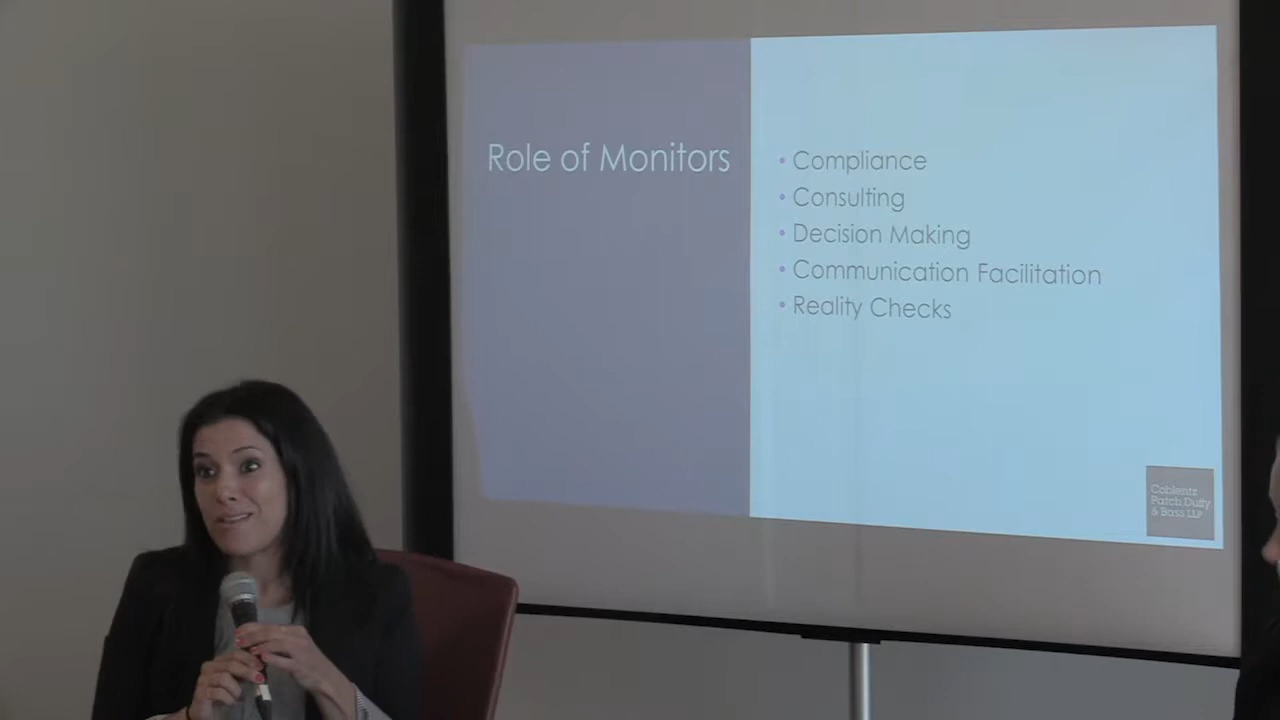 Role of Monitors
• Compliance
• Consulting
• Decision Making
• Communication Facilitation
• Reality Checks
Coblentz
Patch Duffy
& Bass LLP